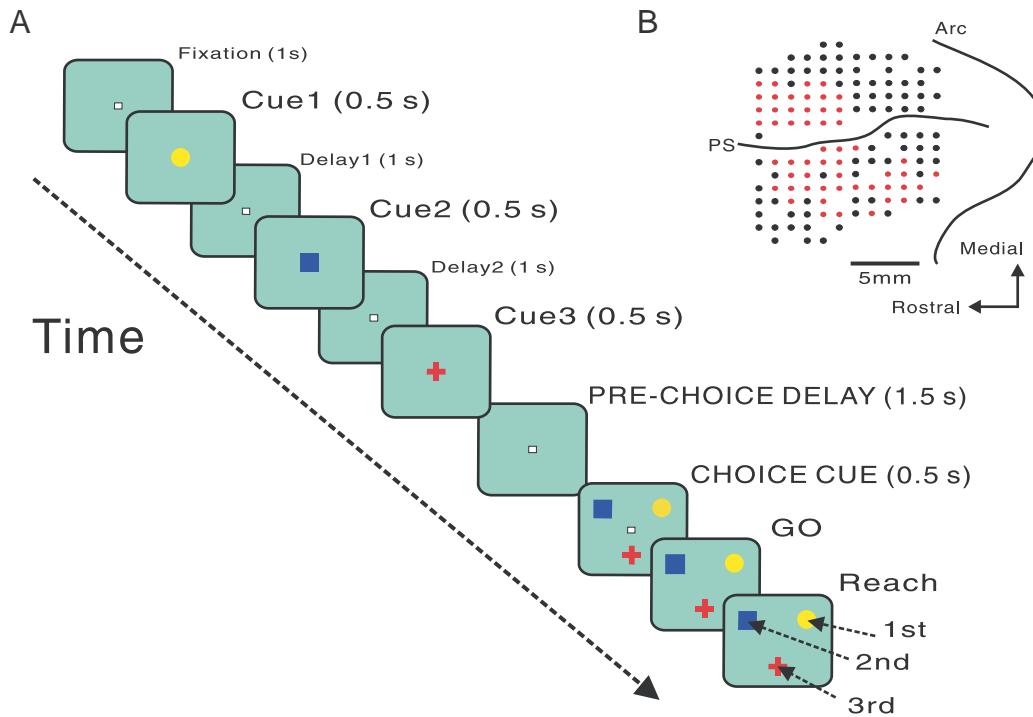 A
Fixation (1s)
Cue1 (0.5 s)
Delay1 (1 s)
Cue2 (0.5 s)
Delay2 (1 s)
Cue3 (0.5 s)
Time
PRE-CHOICE DELAY (1.5 s)
CHOICE CUE (0.5 s)
GO
Reach
1st
2nd
3rd
B
Arc
PS
5mm
Medial
Rostral